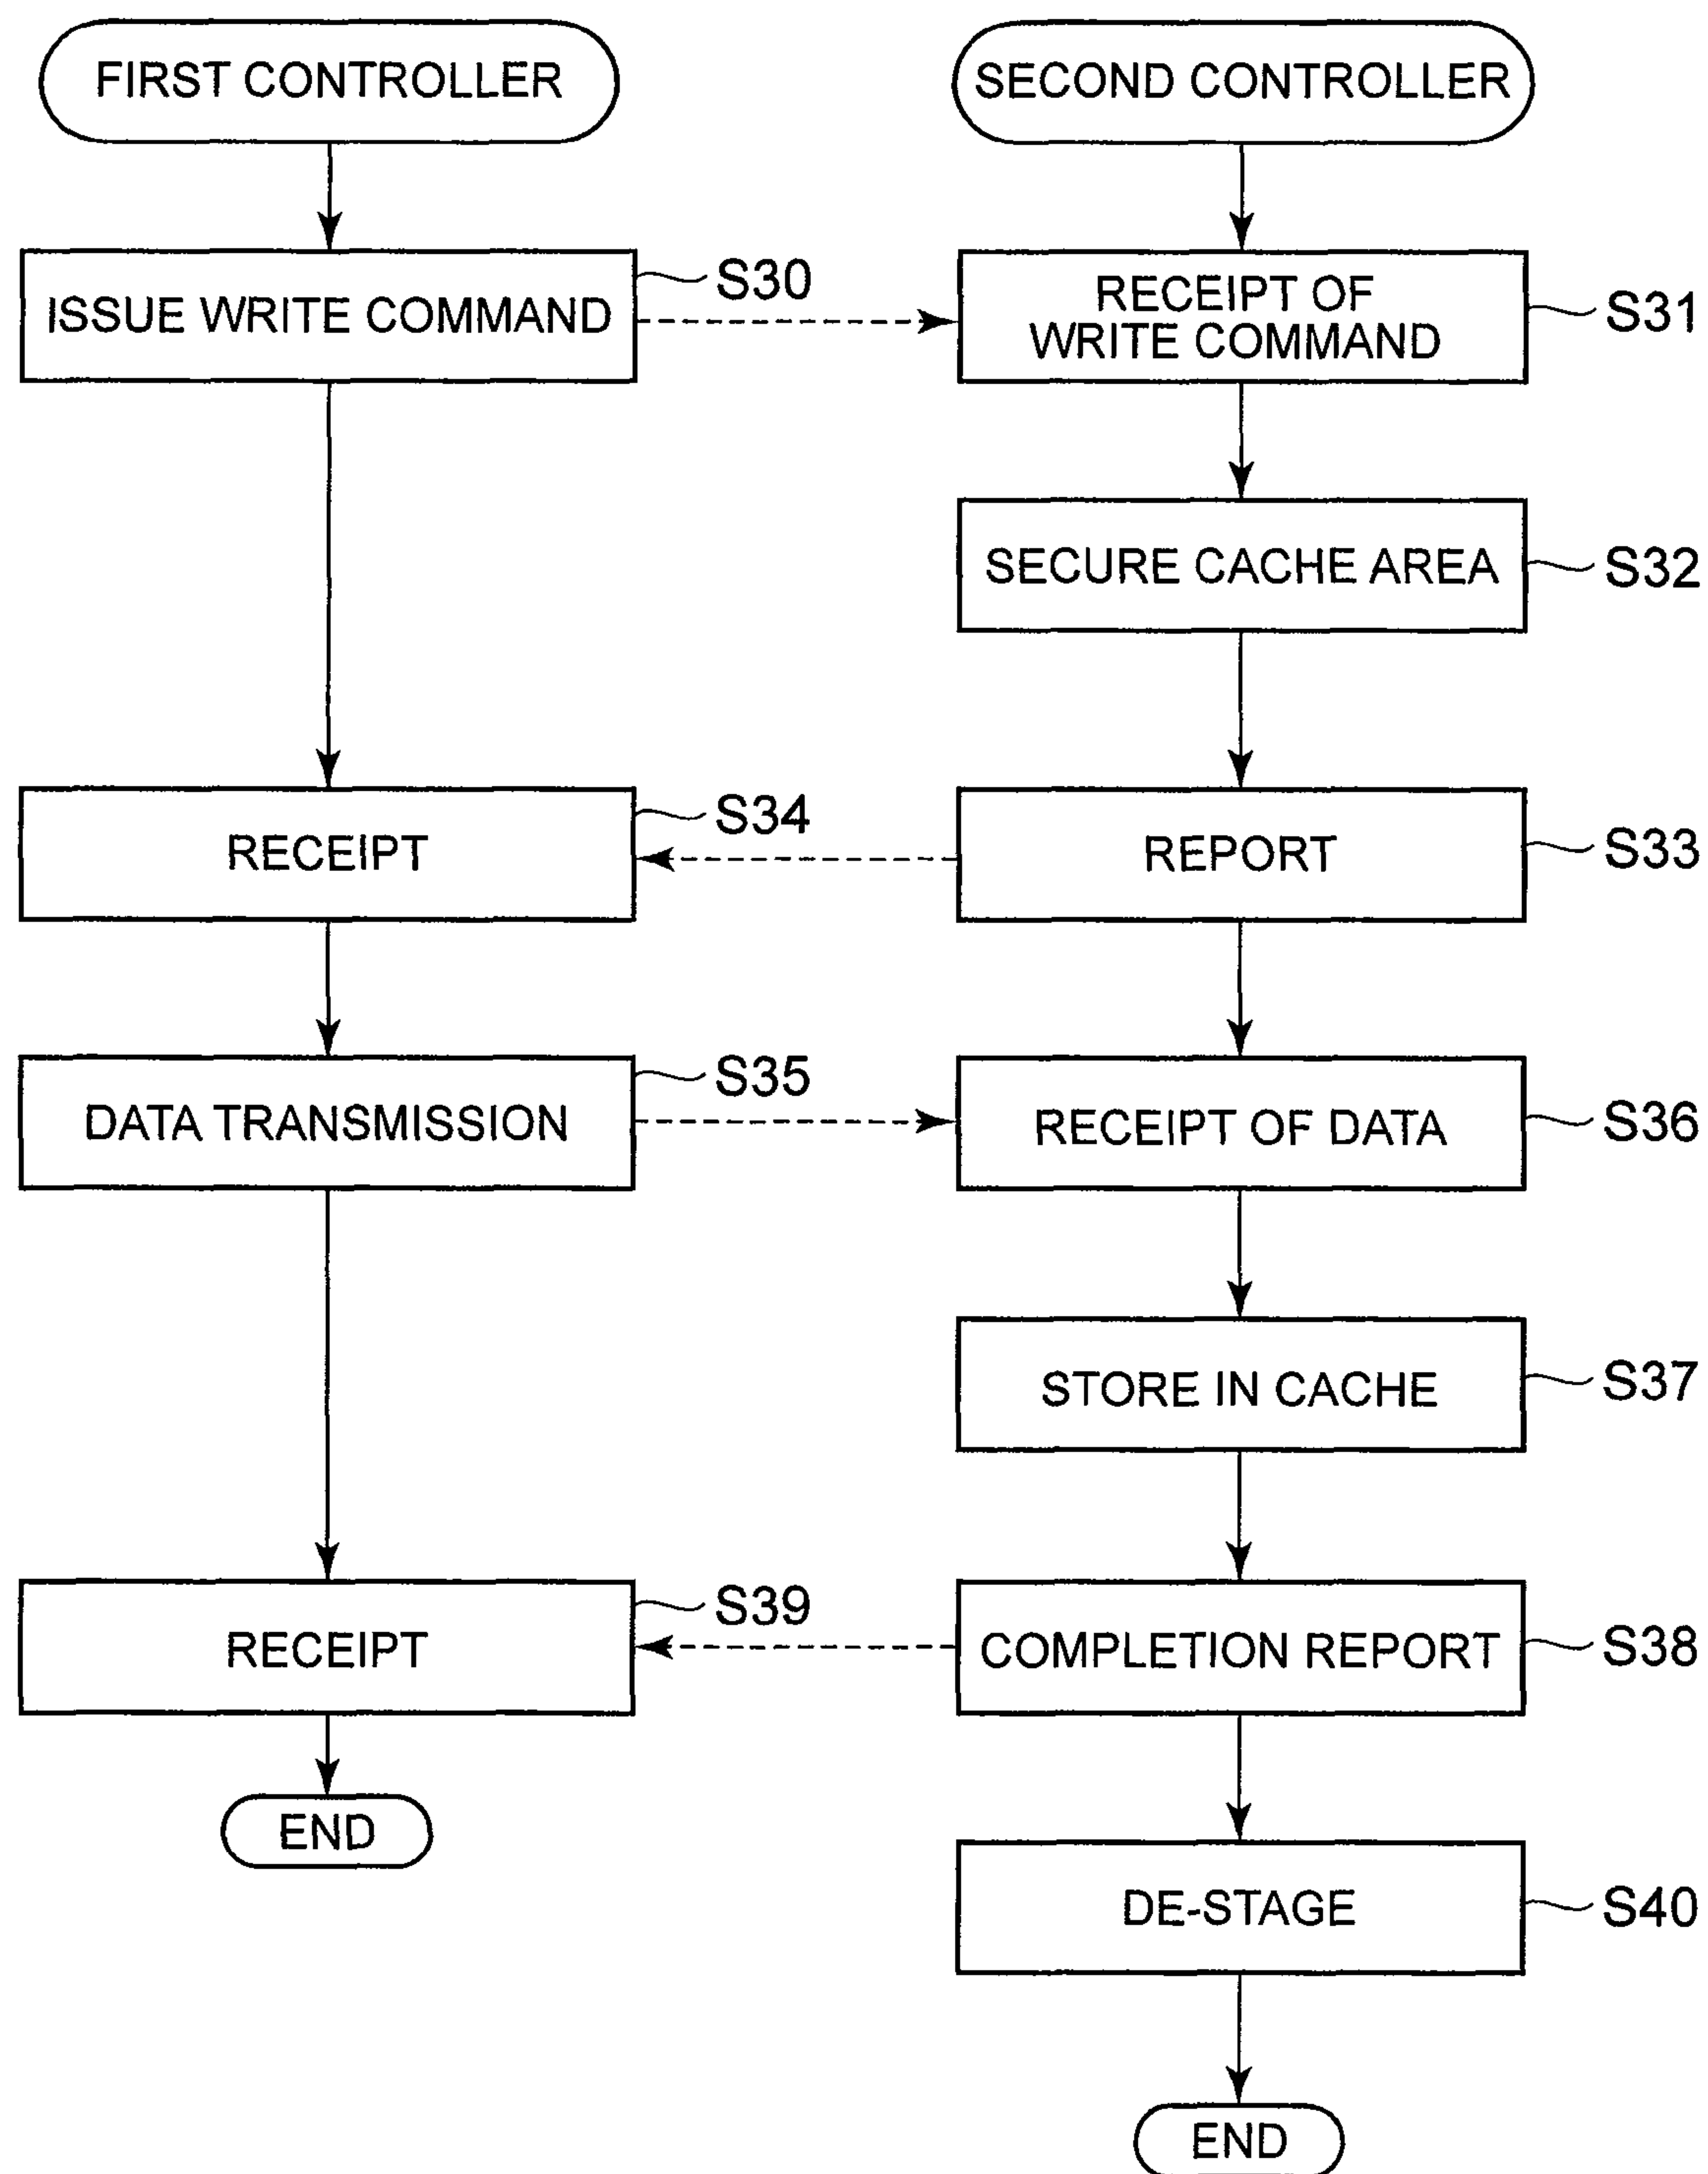 FIRST CONTROLLER
SECOND CONTROLLER
ISSUE WRITE COMMAND
S30
RECEIPT OF
WRITE COMMAND
S31
SECURE CACHE AREA
S32
RECEIPT
S34
REPORT
S33
DATA TRANSMISSION
S35
RECEIPT OF DATA
S36
STORE IN CACHE
S37
RECEIPT
S39
COMPLETION REPORT
S38
END
DE-STAGE
S40
END